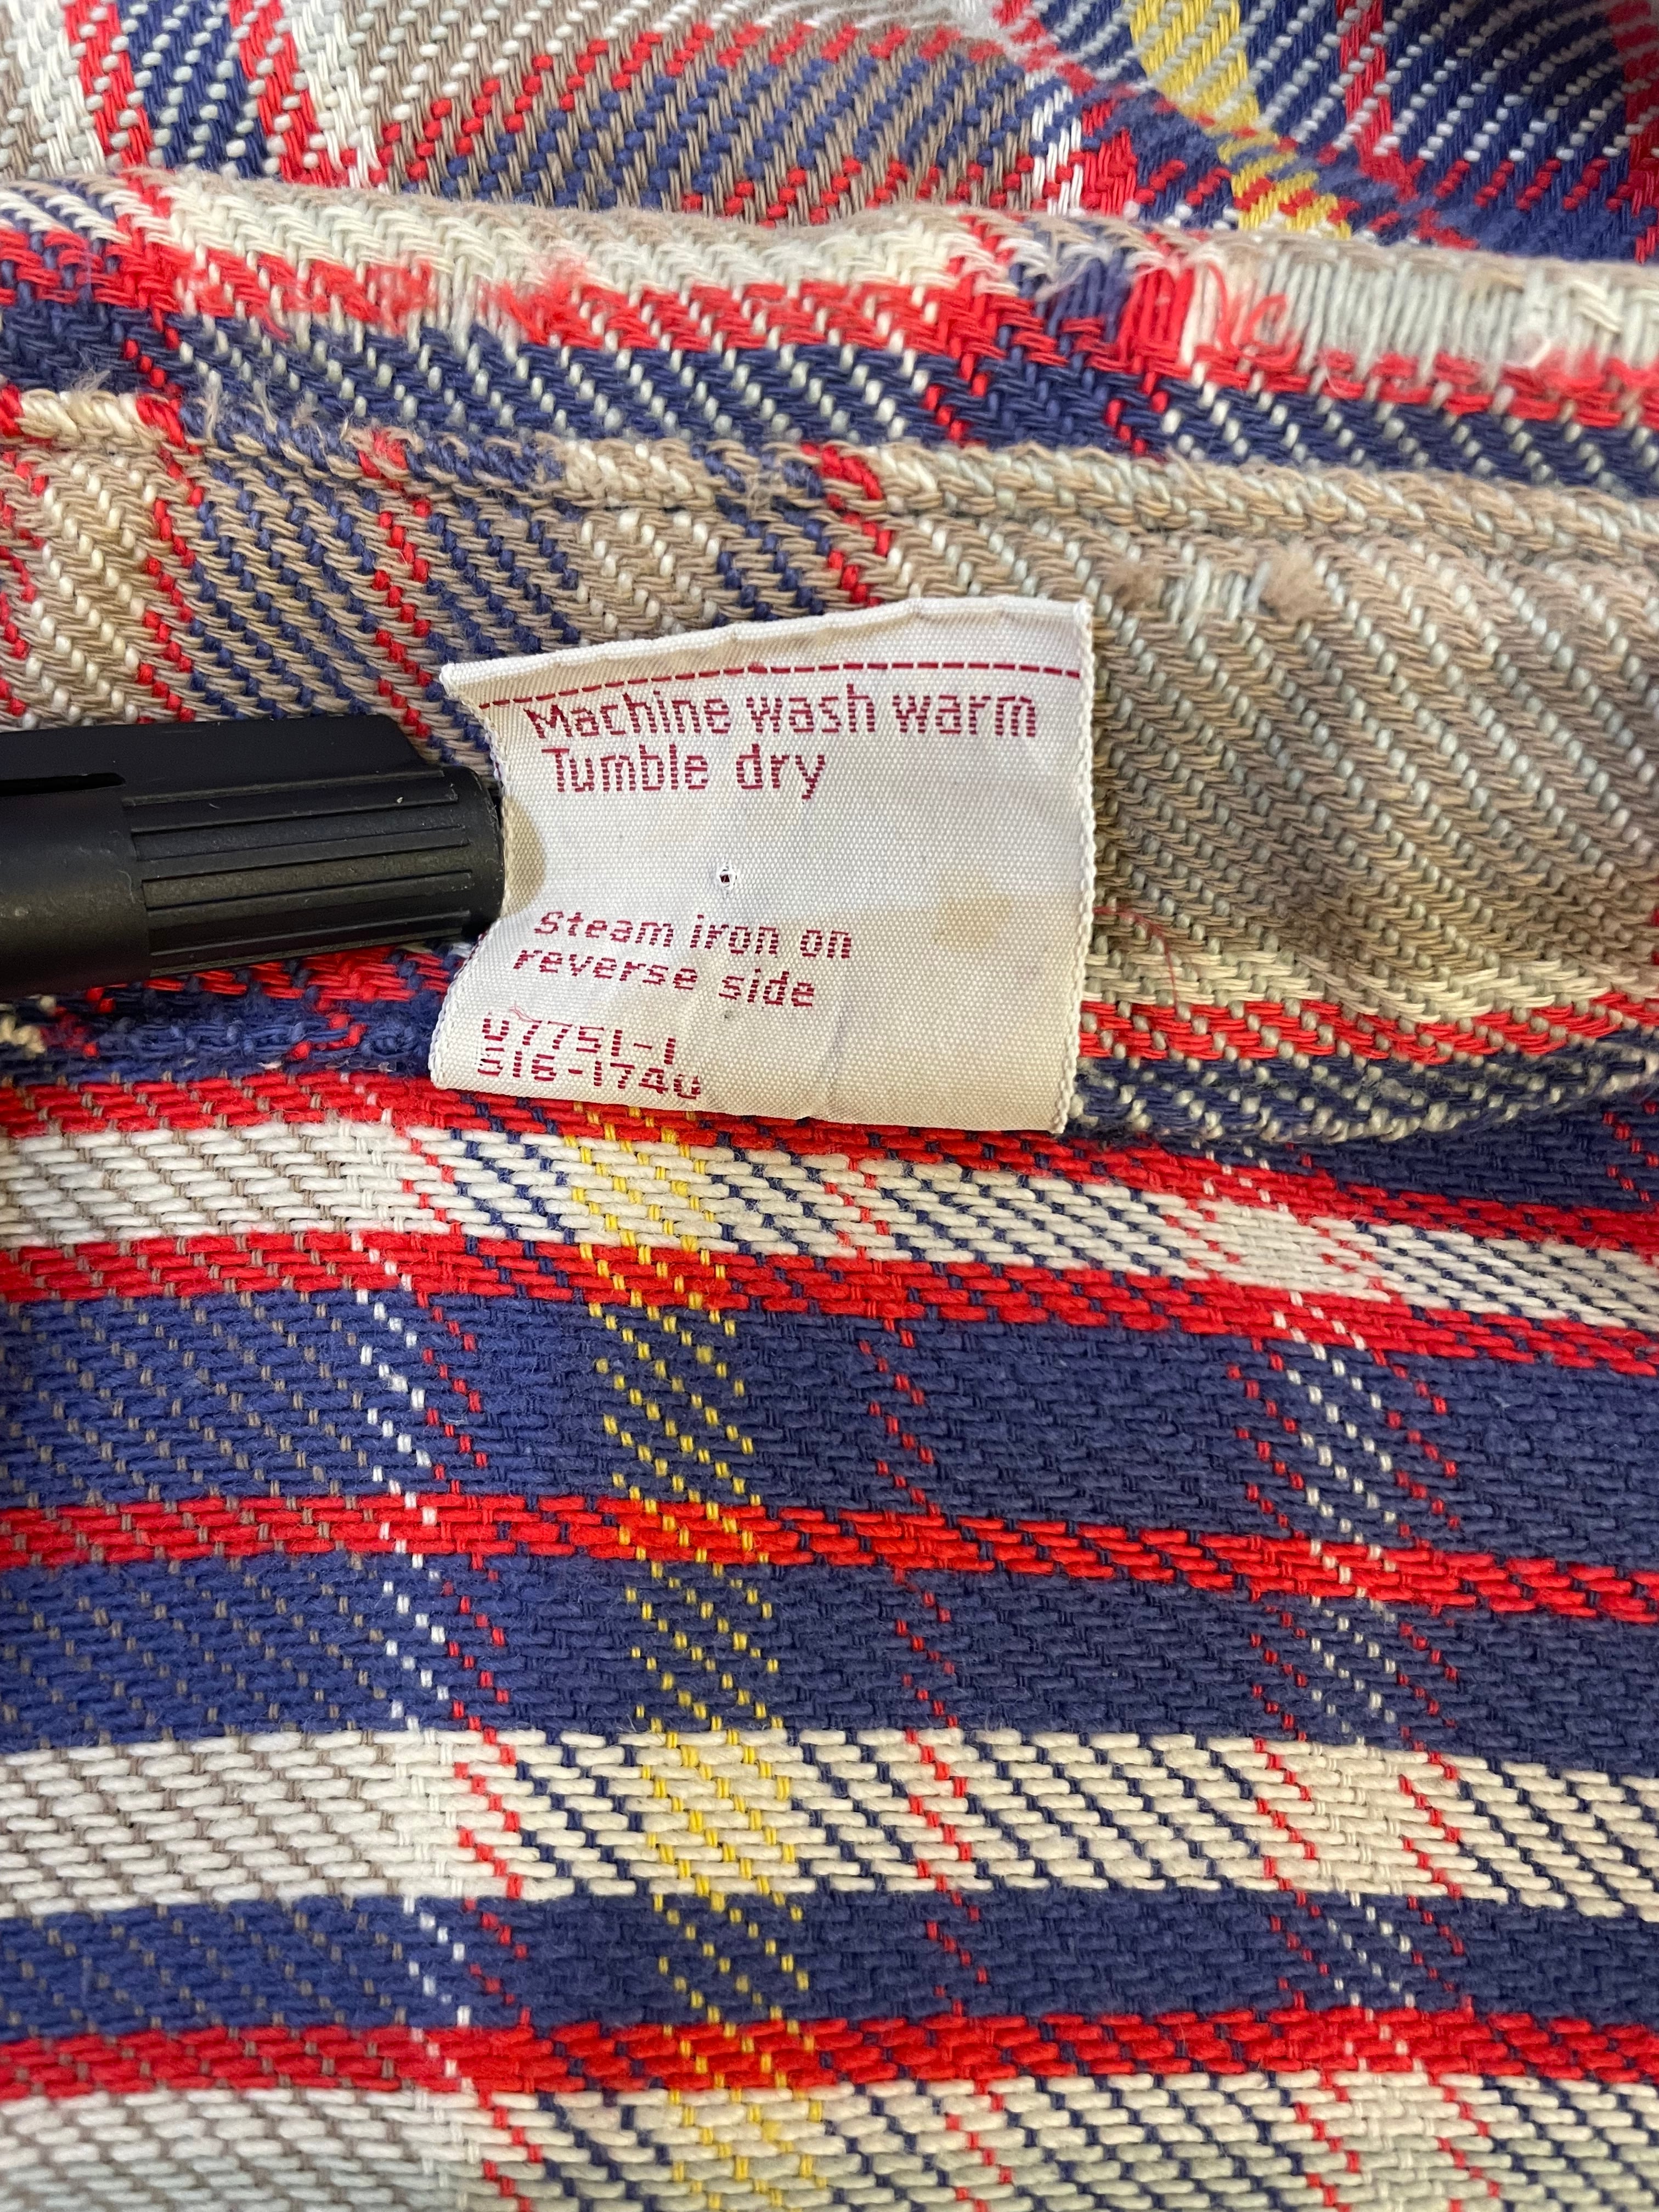 Machine wash warm
Tumble dry
Steam iron on
reverse side